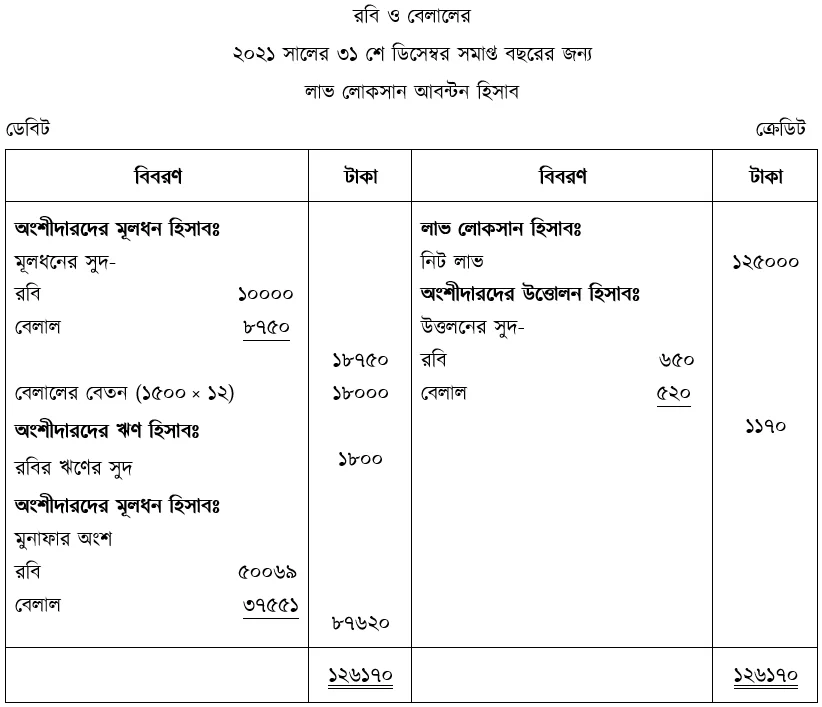 রবি ও বেলালের
২০২১ সালের ৩১ শে ডিসেম্বর সমাপ্ত বছরের জন্য
লাভ লোকসান আবন্টন হিসাব
ডেবিট ক্রেডিট
বিবরণ টাকা বিবরণ টাকা
অংশীদারদের মূলধন হিসাবঃ লাভ লোকসান হিসাবঃ
মূলধনের সুদ- নিট লাভ ১২৫০০০
রবি ১০০০০ অংশীদারদের উত্তোলন হিসাবঃ
বেলাল ৮৭৫০ উত্তলনের সুদ-
১৮৭৫০ রবি ৬৫০
বেলালের বেতন (১৫০০ × ১২) ১৮০০০ বেলাল ৫২০
অংশীদারদের ঋণ হিসাবঃ ১১৭০
রবির ঋণের সুদ ১৮০০
অংশীদারদের মূলধন হিসাবঃ
মুনাফার অংশ
রবি ৫০০৬৯
বেলাল ৩৭৫৫১
৮৭৬২০
১২৬১৭০ ১২৬১৭০